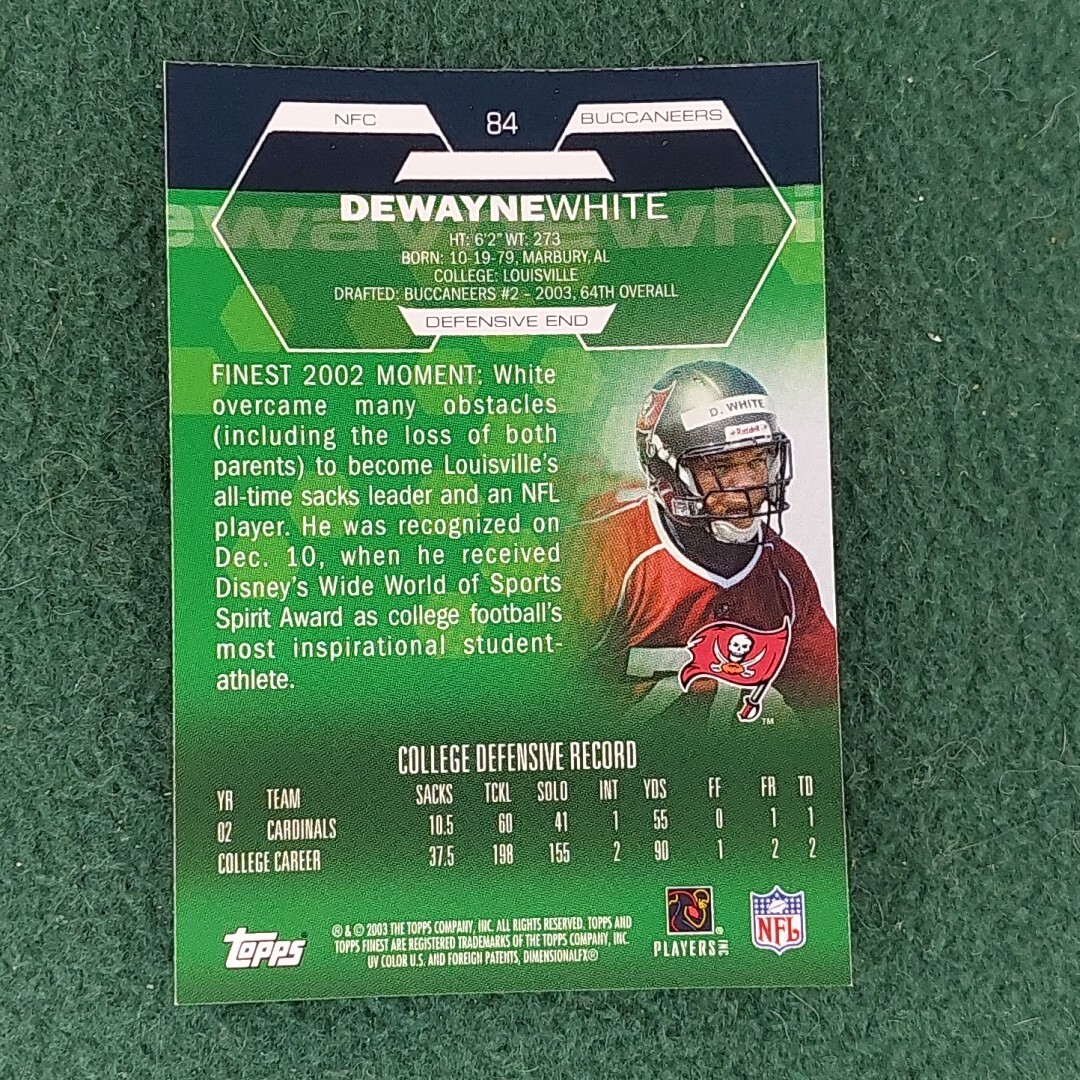 NFC 84 BUCCANEERS
ewaynewhi
DEWAYNEWHITE
HT: 6'2" WT: 273
BORN: 10-19-79, MARBURY, AL
COLLEGE: LOUISVILLE
DRAFTED: BUCCANEERS #2 – 2003, 64TH OVERALL
DEFENSIVE END
FINEST 2002 MOMENT: White
overcame many obstacles
(including the loss of both
parents) to become Louisville's
all-time sacks leader and an NFL
player. He was recognized on
Dec. 10, when he received
Disney's Wide World of Sports
Spirit Award as college football's
most inspirational student-
athlete.
D. WHITE
Riddell
TM
COLLEGE DEFENSIVE RECORD
YR TEAM SACKS TCKL SOLO INT YDS FF FR TD
02 CARDINALS 10.5 60 41 1 55 0 1 1
COLLEGE CAREER 37.5 198 155 2 90 1 2 2
topps
® & © 2003 THE TOPPS COMPANY, INC. ALL RIGHTS RESERVED. TOPPS AND
TOPPS FINEST ARE REGISTERED TRADEMARKS OF THE TOPPS COMPANY, INC.
UV COLOR U.S. AND FOREIGN PATENTS, DIMENSIONALFX®
PLAYERS INC ®
NFL